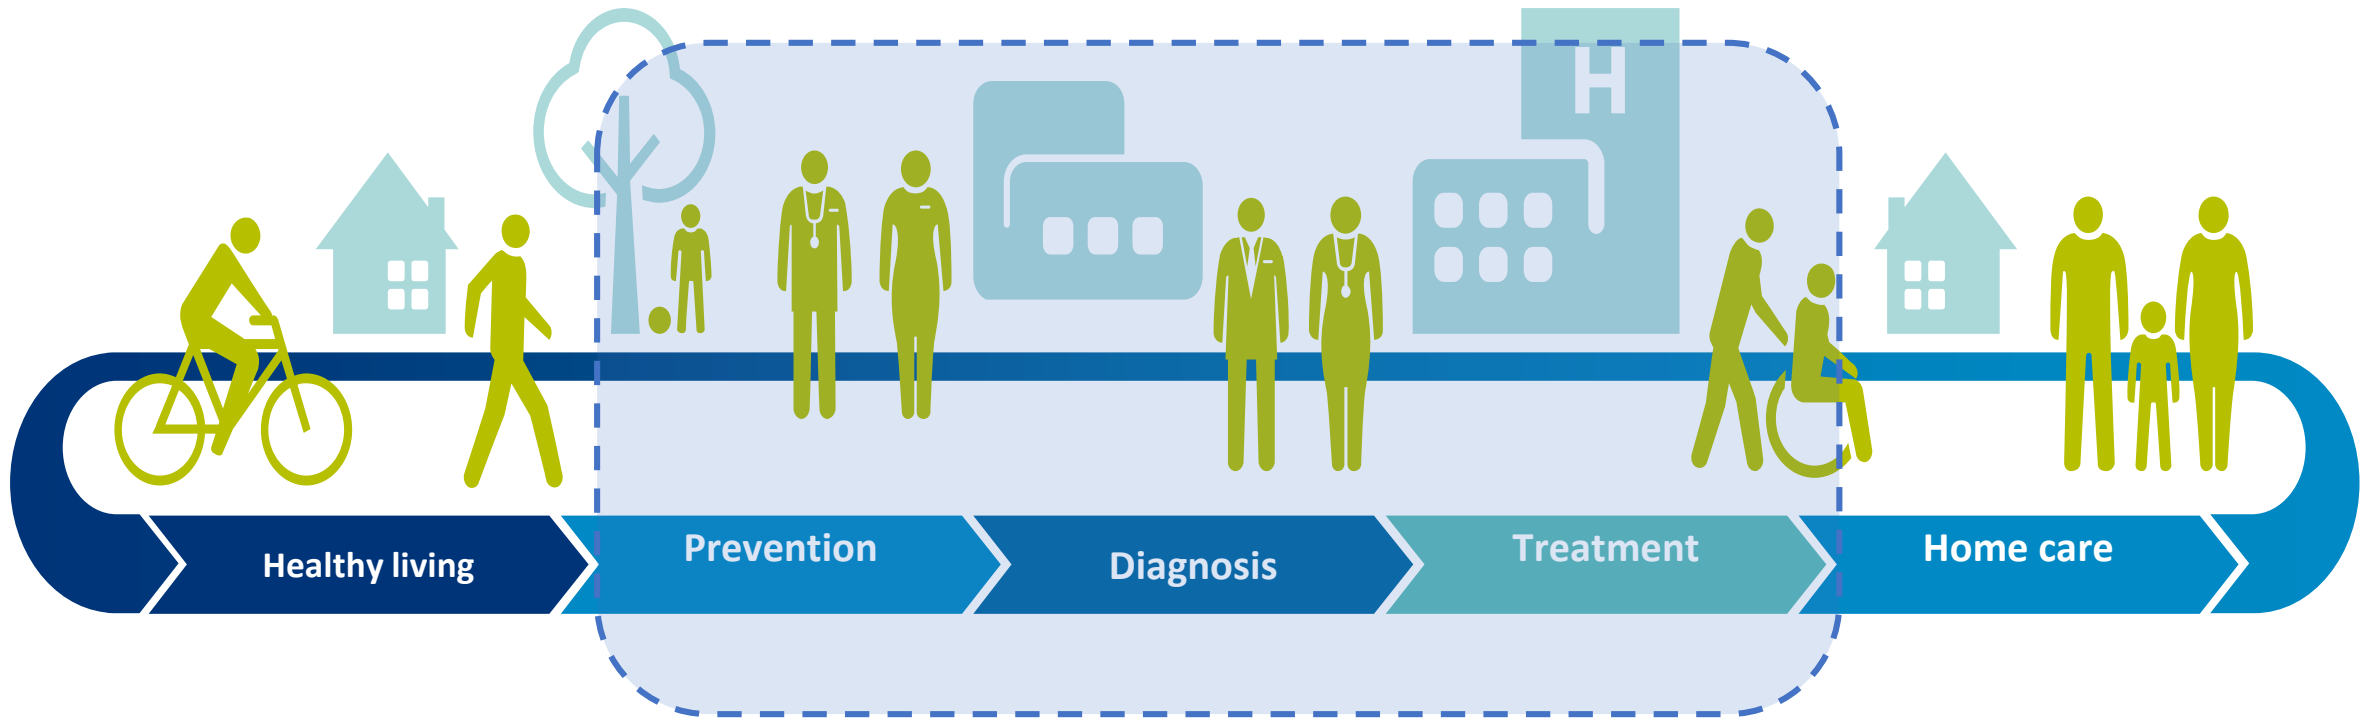 H
Healthy living
Prevention
Diagnosis
Treatment
Home care